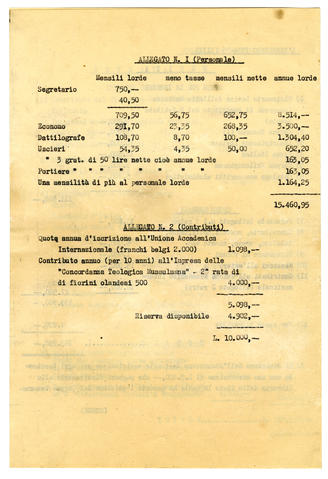 ALLEGATO N. I (Personale)
Mensili lorde meno tasse mensili nette annue lorde
Segretario 750,--
40,50
709,50 56,75 652,75 8.514,--
Economo 291,70 23,35 268,35 3.500,--
Dattilografe 108,70 8,70 100,-- 1.304,40
Uscieri 54,35 4,35 50,00 652,20
" 3 grat. di 50 lire nette cioè annue lorde 163,05
Portiere " " " " " " " 163,05
Una mensilità di più al personale lorde 1.164,25
15.460,95
ALLEGATO N. 2 (Contributi)
Quota annua d'iscrizione all'Unione Accademica
Internazionale (franchi belgi 2.000) 1.098,--
Contributo annuo (per 10 anni) all'Impresa delle
"Concordanze Teologica Musulmana" - 2^ rata di
di fiorini olandesi 500 4.000,--
5.098,--
Riserva disponibile 4.902,--
L. 10.000,--